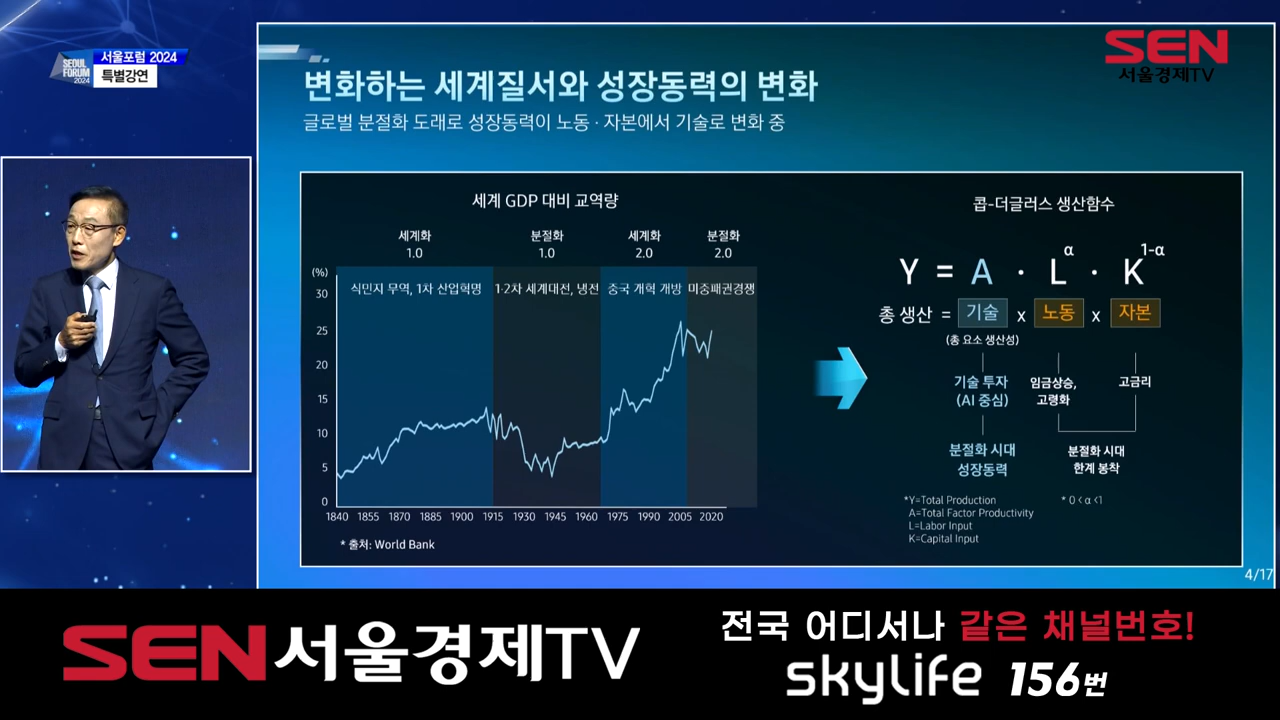 SEOUL
FORUM
2024
서울포럼 2024
특별강연
SEN
서울경제TV
변화하는 세계질서와 성장동력의 변화
글로벌 분절화 도래로 성장동력이 노동 · 자본에서 기술로 변화 중
세계 GDP 대비 교역량
세계화 1.0
분절화 1.0
세계화 2.0
분절화 2.0
(%)
식민지 무역, 1차 산업혁명
1·2차 세계대전, 냉전
중국 개혁 개방
미중패권경쟁
30
25
20
15
10
5
0
1840 1855 1870 1885 1900 1915 1930 1945 1960 1975 1990 2005 2020
* 출처: World Bank
콥-더글러스 생산함수
Y = A · L^α · K^1-α
총 생산 = 기술 x 노동 x 자본
(총 요소 생산성)
기술 투자
(AI 중심)
임금상승,
고령화
고금리
분절화 시대
성장동력
분절화 시대
한계 봉착
*Y=Total Production
A=Total Factor Productivity
L=Labor Input
K=Capital Input
* 0 < α <1
4/17
SEN서울경제TV
전국 어디서나 같은 채널번호!
skylife 156번